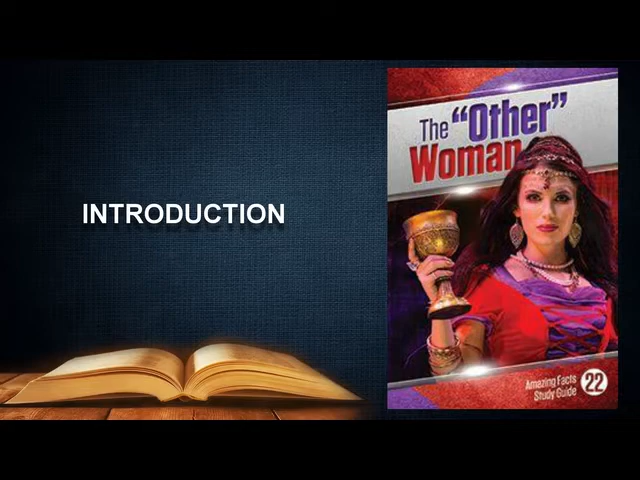 INTRODUCTION
The "Other"
Woman
Amazing Facts
Study Guide 22